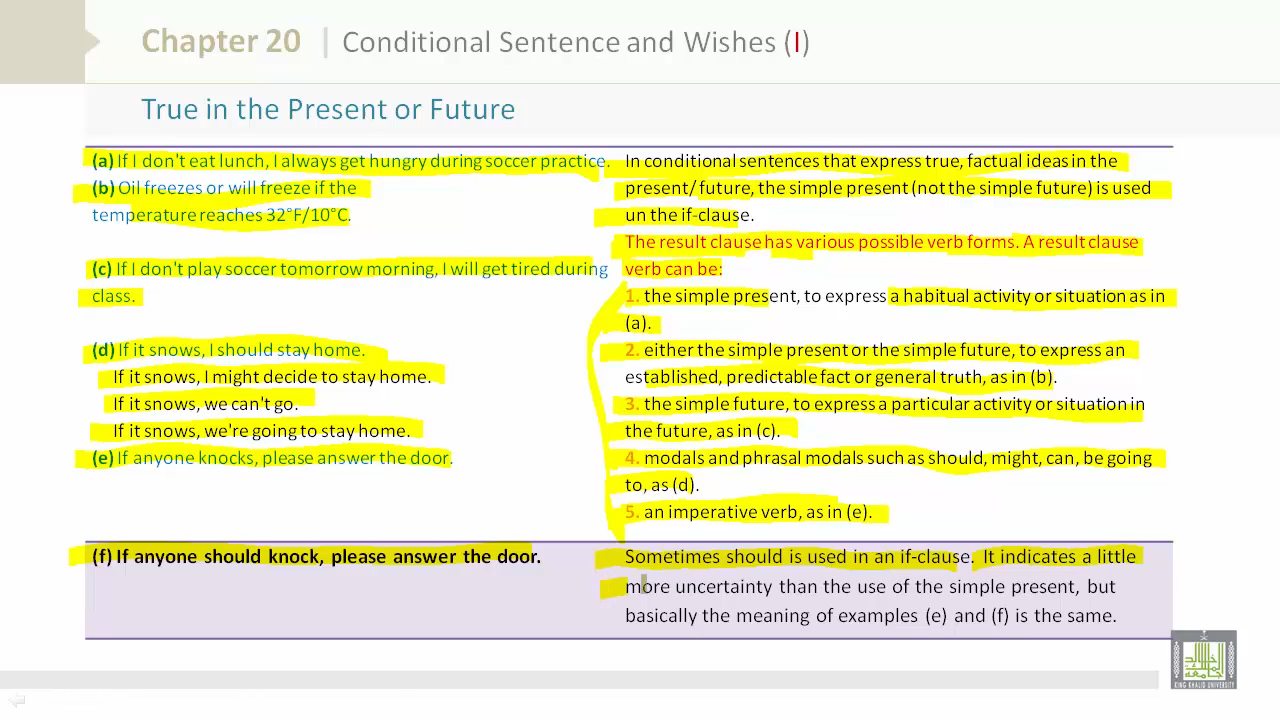 Chapter 20 | Conditional Sentence and Wishes (I)
True in the Present or Future
(a) If I don't eat lunch, I always get hungry during soccer practice.
(b) Oil freezes or will freeze if the
temperature reaches 32°F/10°C.
(c) If I don't play soccer tomorrow morning, I will get tired during
class.
(d) If it snows, I should stay home.
If it snows, I might decide to stay home.
If it snows, we can't go.
If it snows, we're going to stay home.
(e) If anyone knocks, please answer the door.
In conditional sentences that express true, factual ideas in the
present/ future, the simple present (not the simple future) is used
un the if-clause.
The result clause has various possible verb forms. A result clause
verb can be:
1. the simple present, to express a habitual activity or situation as in
(a).
2. either the simple present or the simple future, to express an
established, predictable fact or general truth, as in (b).
3. the simple future, to express a particular activity or situation in
the future, as in (c).
4. modals and phrasal modals such as should, might, can, be going
to, as (d).
5. an imperative verb, as in (e).
(f) If anyone should knock, please answer the door.
Sometimes should is used in an if-clause. It indicates a little
more uncertainty than the use of the simple present, but
basically the meaning of examples (e) and (f) is the same.
KING KHALID UNIVERSITY